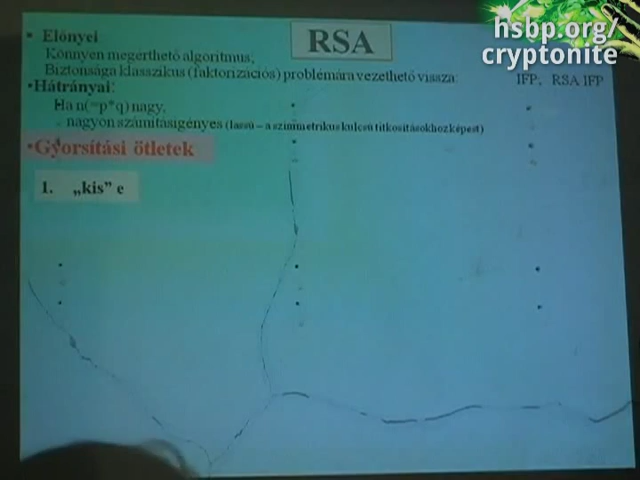 hsbp.org/
cryptonite
RSA
• Előnyei
Könnyen megérthető algoritmus;
Biztonsága klasszikus (faktorizációs) problémára vezethető vissza: IFP, RSA IFP
•Hátrányai:
Ha n(=p*q) nagy,
nagyon számításigényes (lassú – a szimmetrikus kulcsú titkosításokhoz képest)
•Gyorsítási ötletek
1. „kis” e